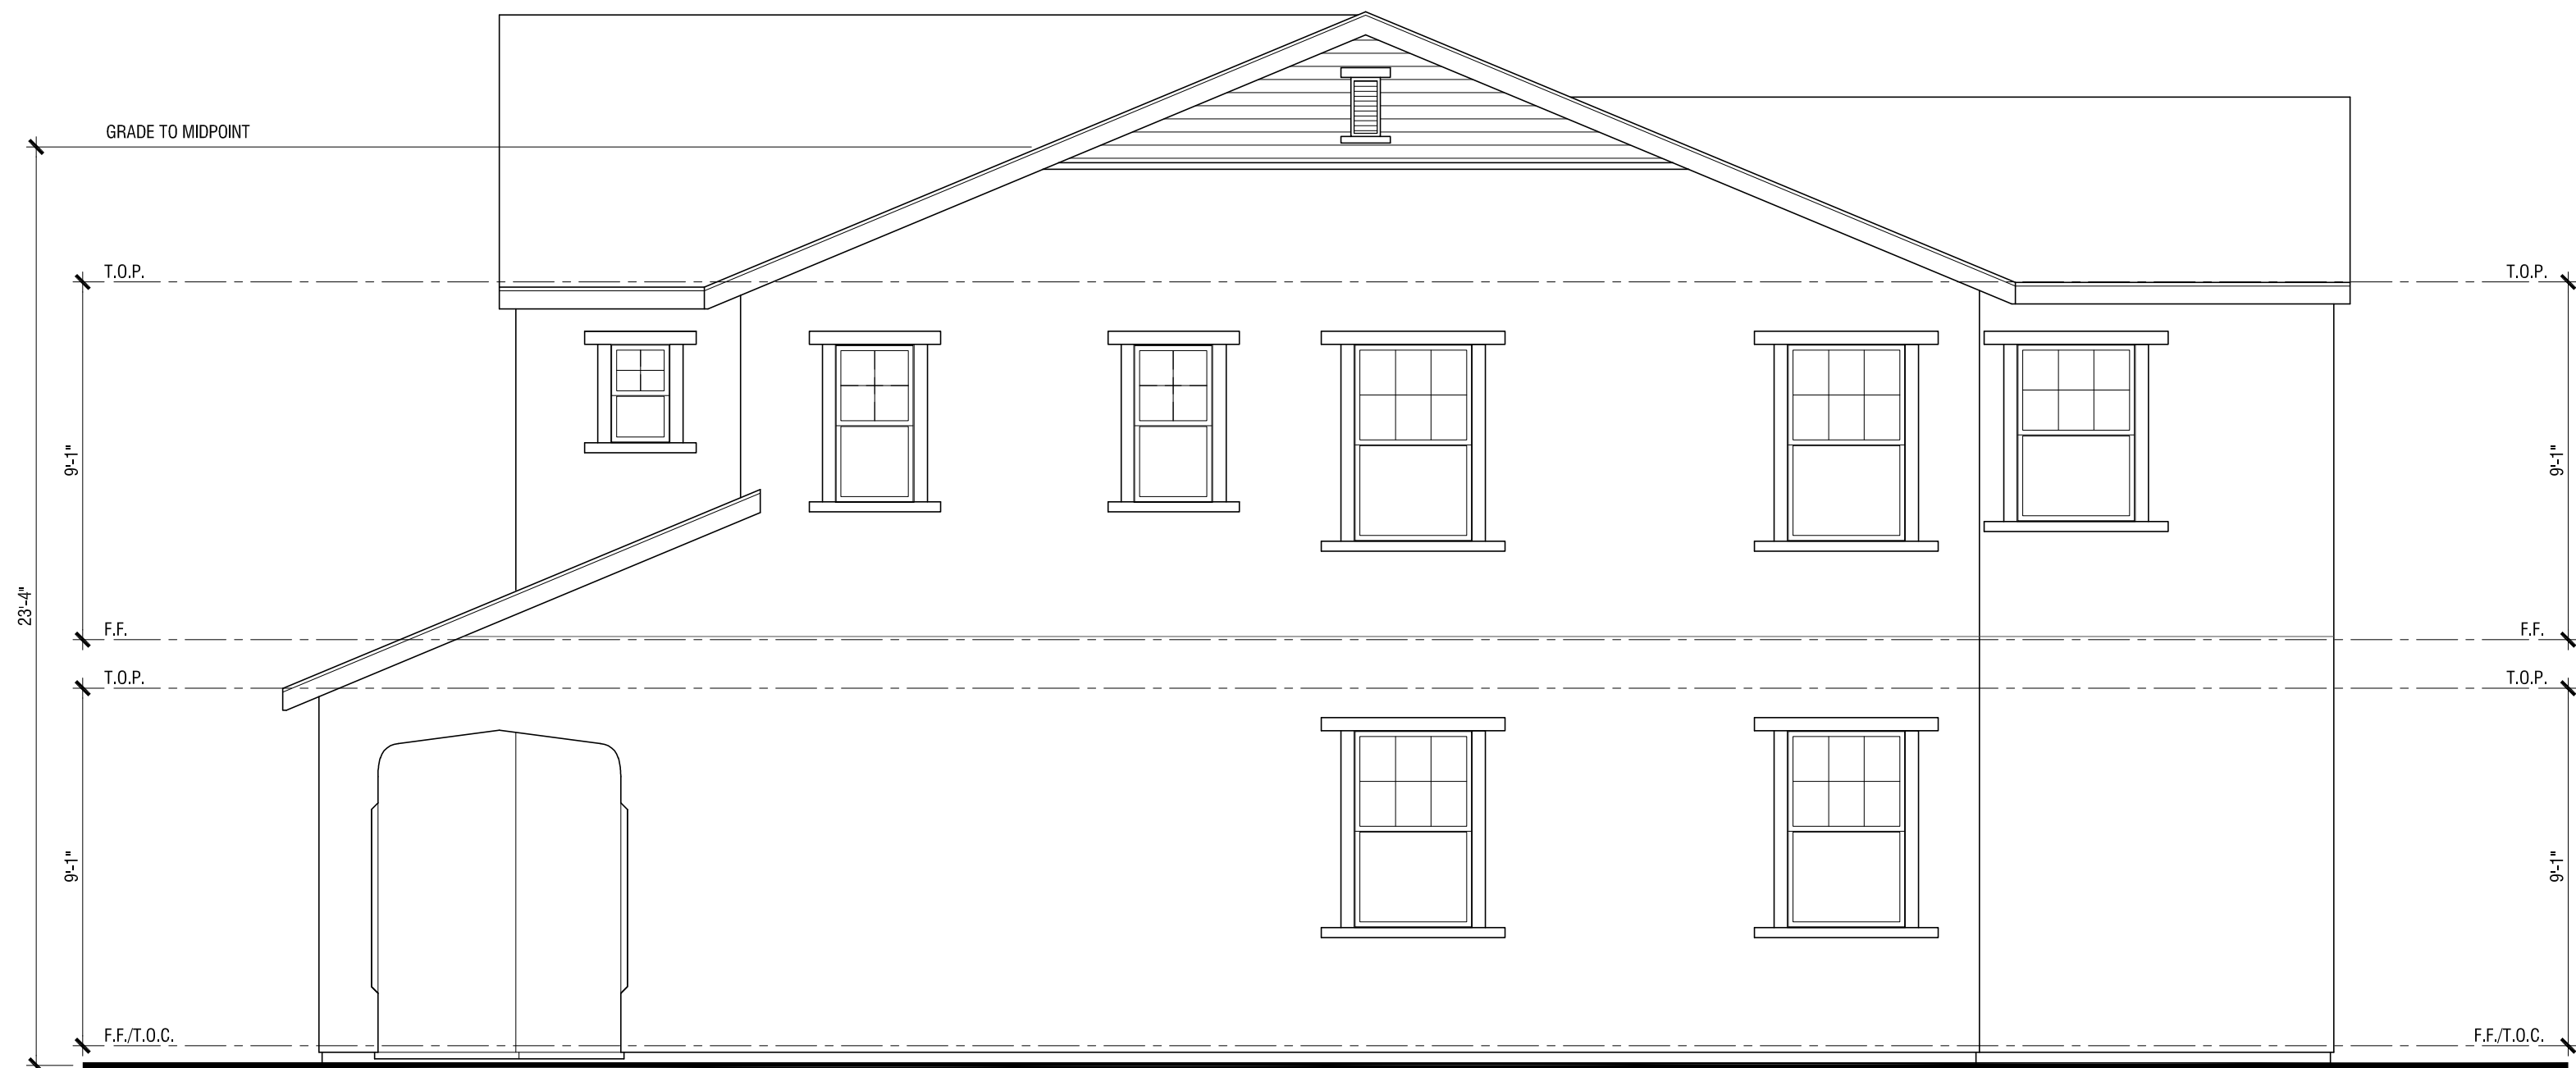 GRADE TO MIDPOINT
T.O.P.
T.O.P.
9'-1"
9'-1"
23'-4"
F.F.
F.F.
T.O.P.
T.O.P.
9'-1"
9'-1"
F.F./T.O.C.
F.F./T.O.C.